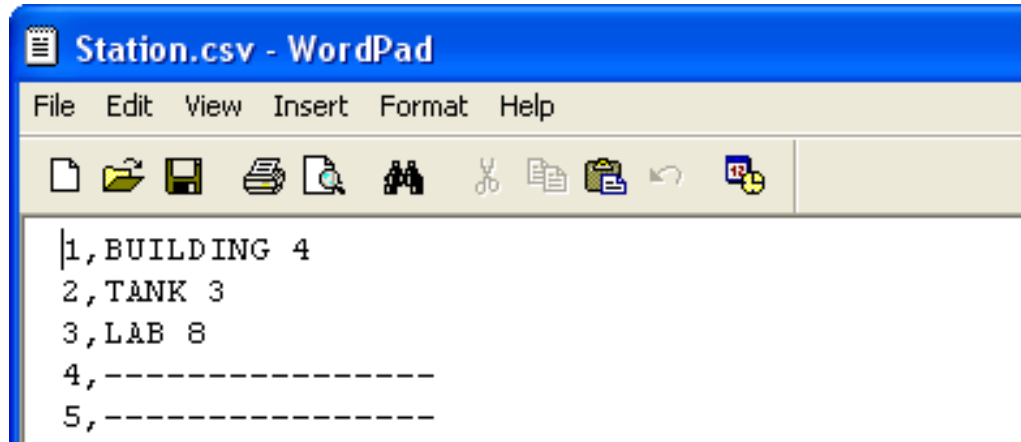 Station.csv - WordPad
File Edit View Insert Format Help
1,BUILDING 4
2,TANK 3
3,LAB 8
4,----------------
5,----------------